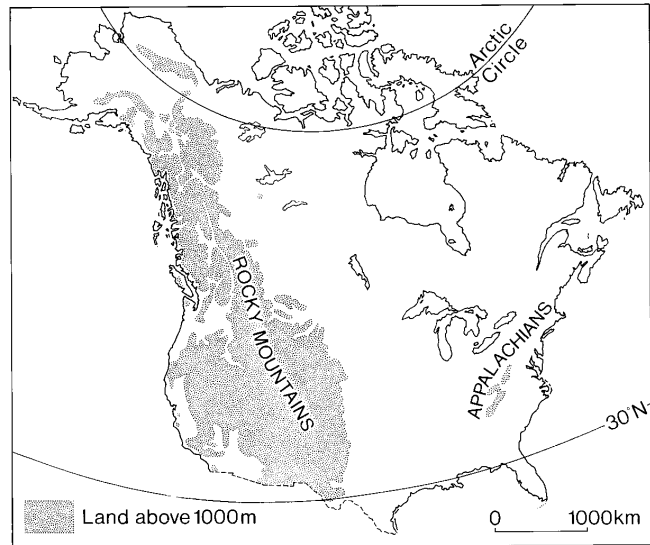 Arctic
Circle
ROCKY MOUNTAINS
APPALACHIANS
30°N
Land above 1000m
0 1000km